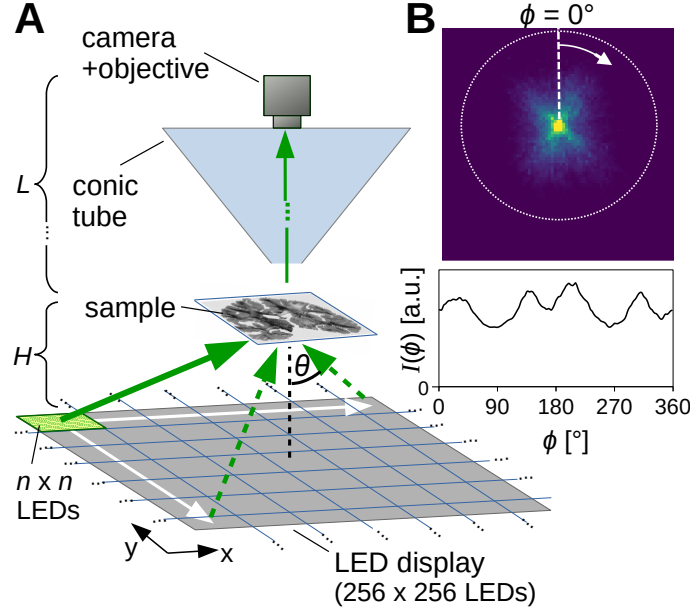 A
camera
+objective
L
conic
tube
sample
H
θ
n x n
LEDs
y
x
LED display
(256 x 256 LEDs)
B
ϕ = 0°
I(ϕ) [a.u.]
0
0 90 180 270 360
ϕ [°]